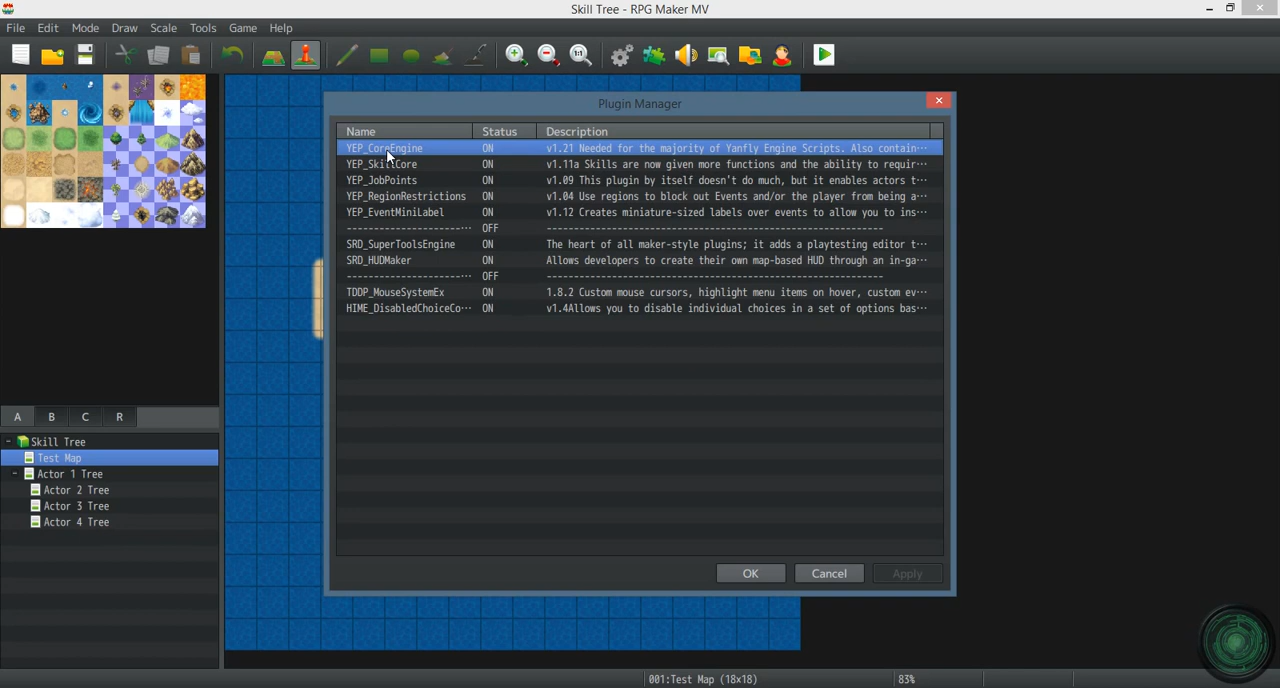 Skill Tree - RPG Maker MV
File Edit Mode Draw Scale Tools Game Help
Plugin Manager
Name Status Description
YEP_CoreEngine ON v1.21 Needed for the majority of Yanfly Engine Scripts. Also contain···
YEP_SkillCore ON v1.11a Skills are now given more functions and the ability to requir···
YEP_JobPoints ON v1.09 This plugin by itself doesn't do much, but it enables actors t···
YEP_RegionRestrictions ON v1.04 Use regions to block out Events and/or the player from being a···
YEP_EventMiniLabel ON v1.12 Creates miniature-sized labels over events to allow you to ins···
----------------------··· OFF ------------------------------------------------------------
SRD_SuperToolsEngine ON The heart of all maker-style plugins; it adds a playtesting editor t···
SRD_HUDMaker ON Allows developers to create their own map-based HUD through an in-ga···
----------------------··· OFF ------------------------------------------------------------
TDDP_MouseSystemEx ON 1.8.2 Custom mouse cursors, highlight menu items on hover, custom ev···
HIME_DisabledChoiceCo··· ON v1.4Allows you to disable individual choices in a set of options bas···
A B C R
Skill Tree
Test Map
Actor 1 Tree
Actor 2 Tree
Actor 3 Tree
Actor 4 Tree
OK Cancel Apply
001:Test Map (18x18) 83%